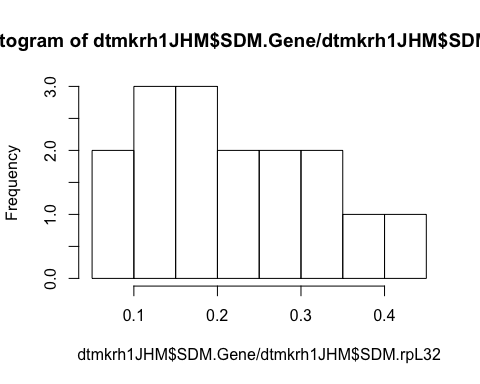 togram of dtmkrh1JHM$SDM.Gene/dtmkrh1JHM$SDM
Frequency
3.0
2.0
1.0
0.0
0.1 0.2 0.3 0.4
dtmkrh1JHM$SDM.Gene/dtmkrh1JHM$SDM.rpL32